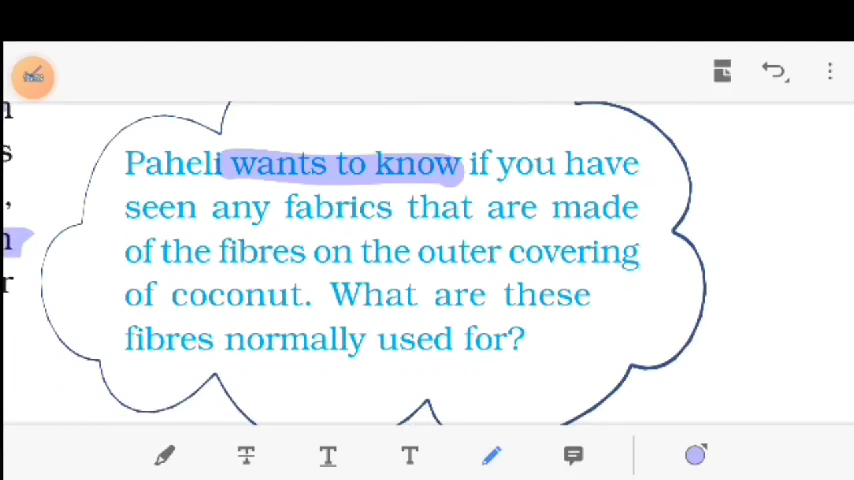 n
s
,
n
r
Paheli wants to know if you have
seen any fabrics that are made
of the fibres on the outer covering
of coconut. What are these
fibres normally used for?